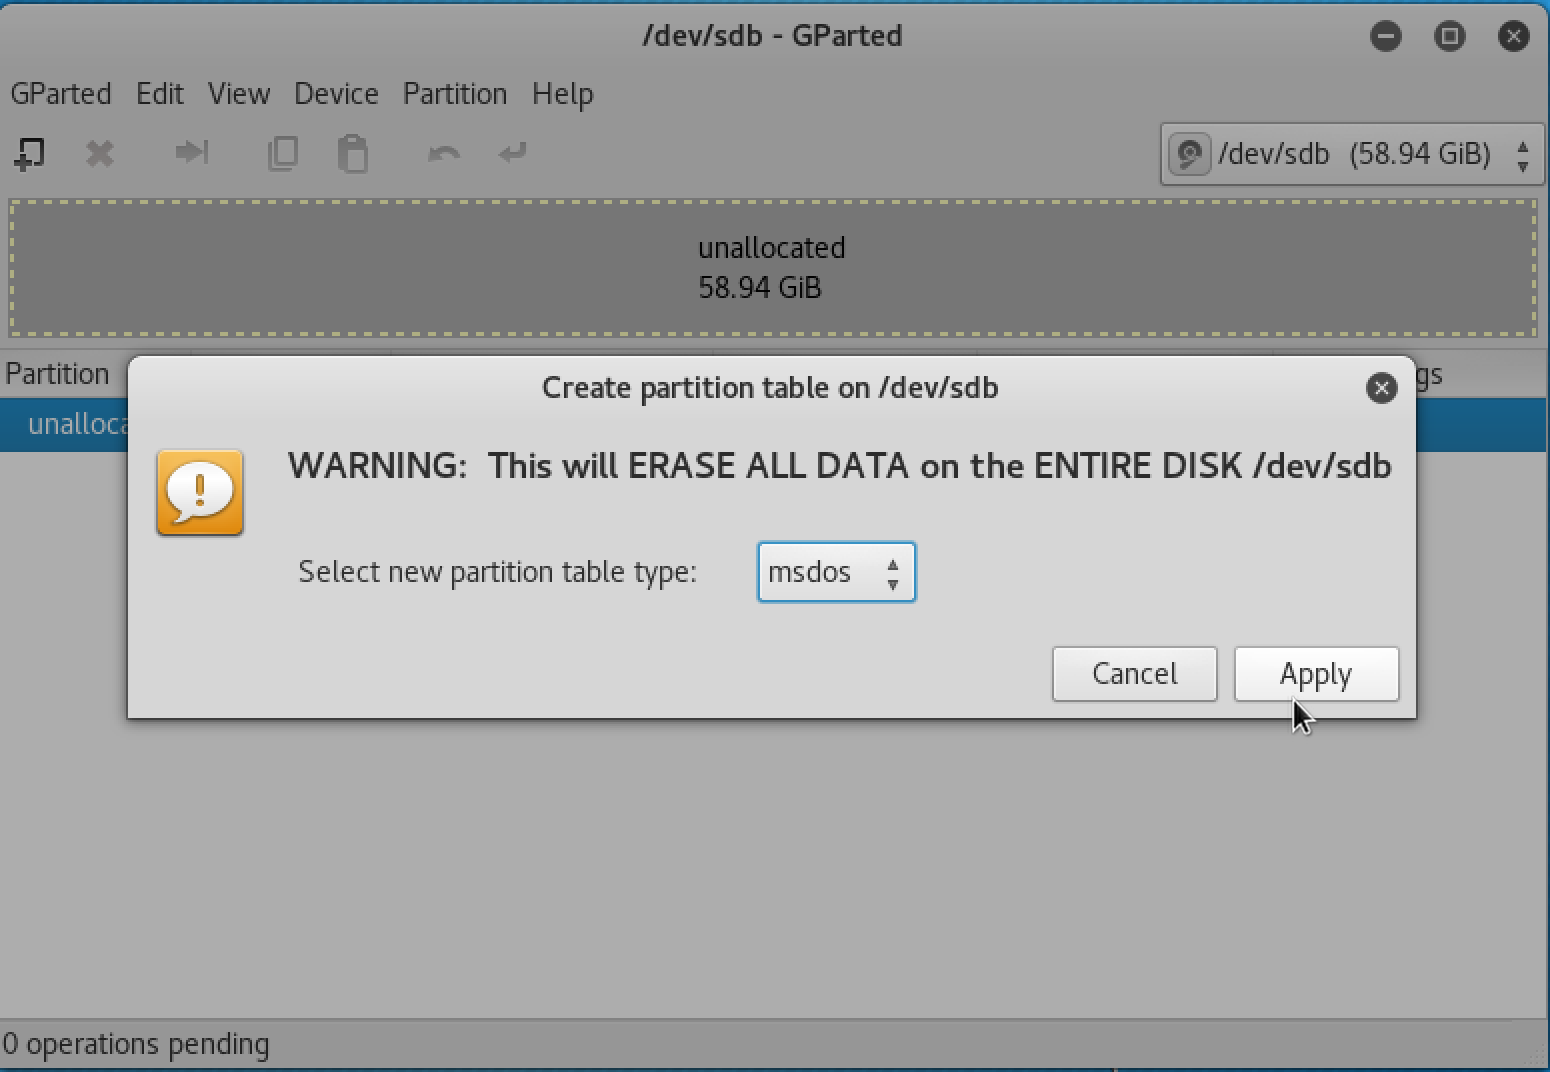 /dev/sdb - GParted
GParted Edit View Device Partition Help
/dev/sdb (58.94 GiB)
unallocated
58.94 GiB
Partition
Create partition table on /dev/sdb
WARNING: This will ERASE ALL DATA on the ENTIRE DISK /dev/sdb
Select new partition table type: msdos
Cancel Apply
0 operations pending